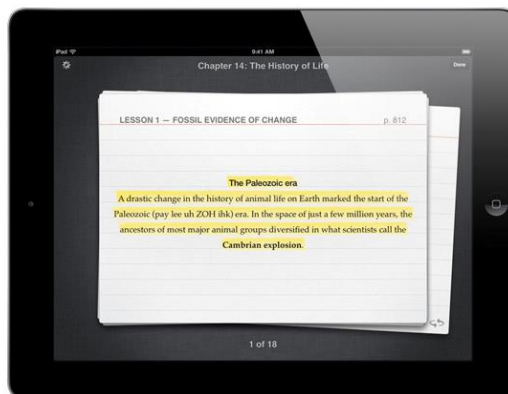 iPad
9:41 AM
Chapter 14: The History of Life
Done
LESSON 1 — FOSSIL EVIDENCE OF CHANGE p. 612
The Paleozoic era
A drastic change in the history of animal life on Earth marked the start of the
Paleozoic (pay lee uh ZOH ihk) era. In the space of just a few million years, the
ancestors of most major animal groups diversified in what scientists call the
Cambrian explosion.
1 of 18